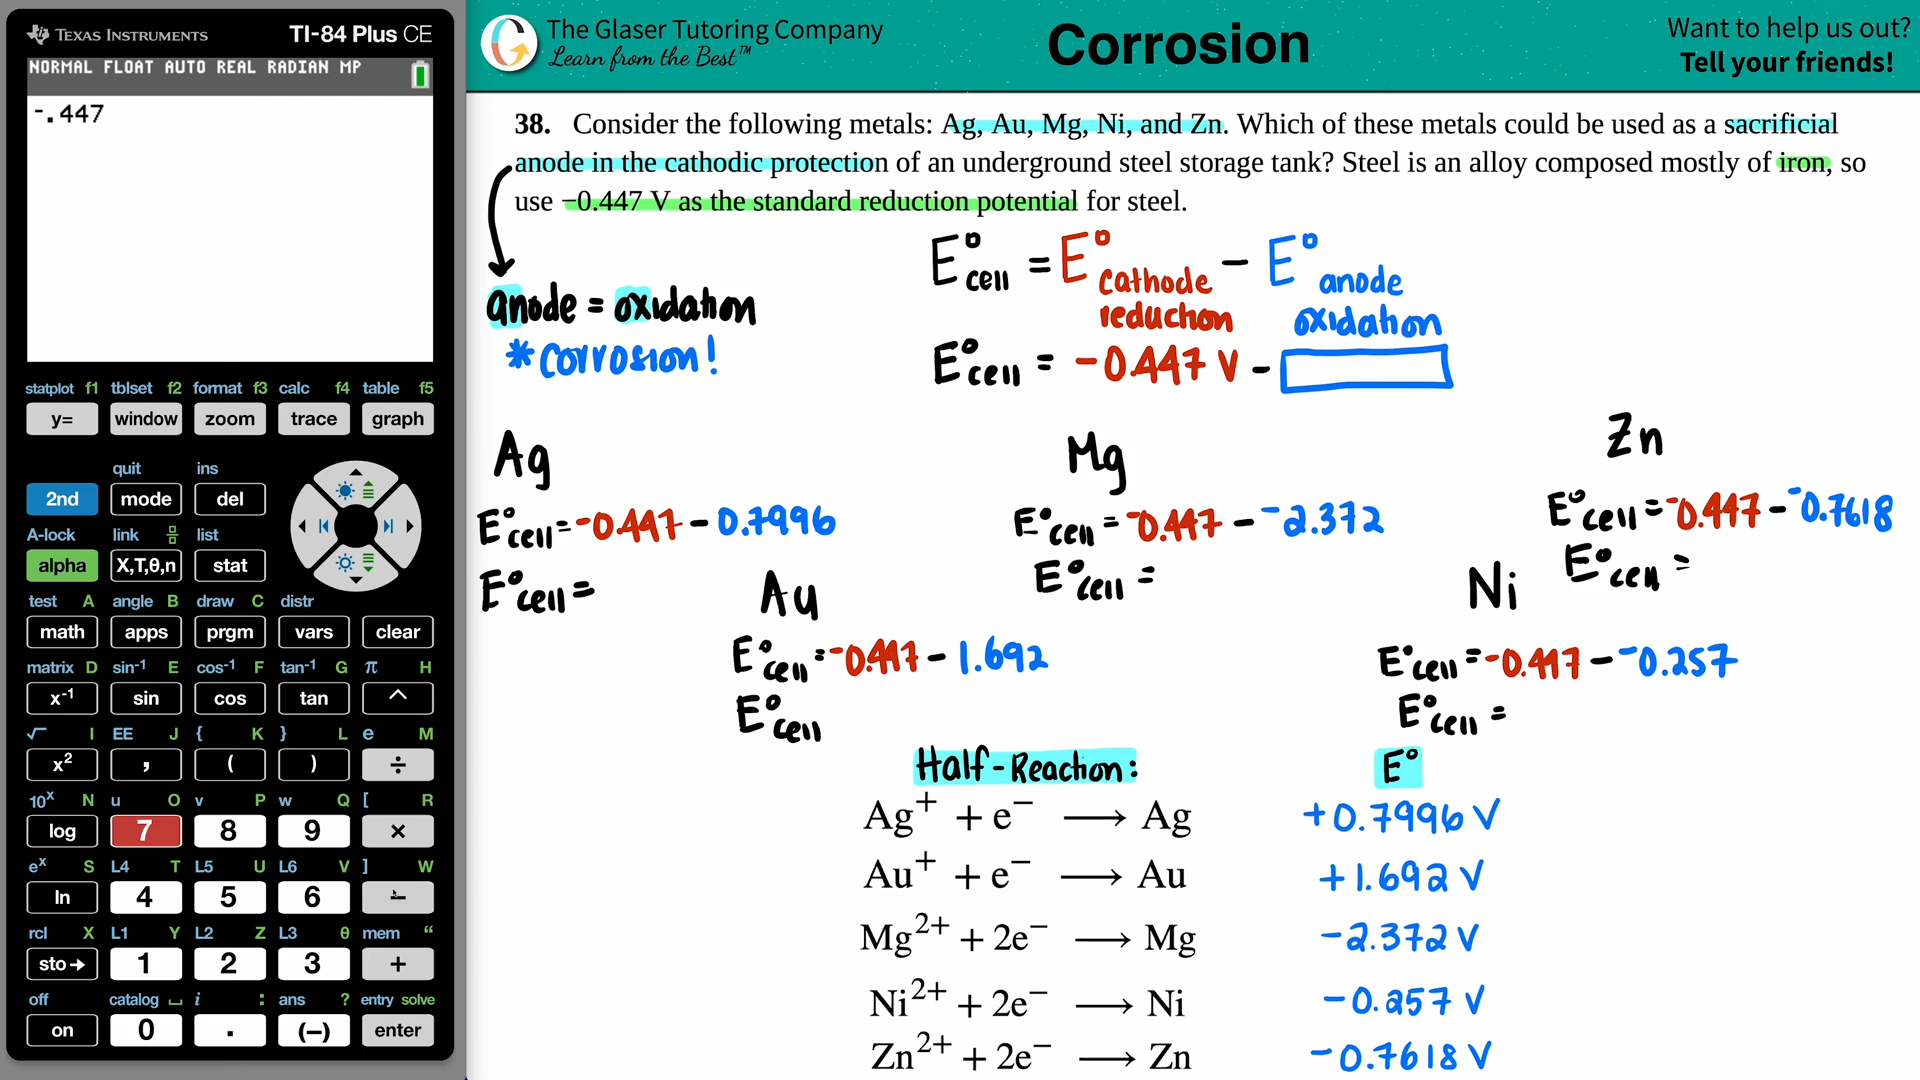 TEXAS INSTRUMENTS TI-84 Plus CE
NORMAL FLOAT AUTO REAL RADIAN MP
-.447
statplot f1 tblset f2 format f3 calc f4 table f5
y= window zoom trace graph
quit ins
2nd mode del
A-lock link list
alpha X,T,θ,n stat
test A angle B draw C distr
math apps prgm vars clear
matrix D sin⁻¹ E cos⁻¹ F tan⁻¹ G π H
x⁻¹ sin cos tan ^
√ I EE J { K } L e M
x² , ( ) ÷
10ˣ N u O v P w Q [ R
log 7 8 9 ×
eˣ S L4 T L5 U L6 V ] W
ln 4 5 6 −
rcl X L1 Y L2 Z L3 θ mem “
sto→ 1 2 3 +
off catalog ⎵ i : ans ? entry solve
on 0 . (−) enter
The Glaser Tutoring Company
Learn from the Best™
Corrosion
Want to help us out?
Tell your friends!
38. Consider the following metals: Ag, Au, Mg, Ni, and Zn. Which of these metals could be used as a sacrificial
anode in the cathodic protection of an underground steel storage tank? Steel is an alloy composed mostly of iron, so
use −0.447 V as the standard reduction potential for steel.
anode = oxidation
*corrosion!
E°cell = E°cathode − E°anode
reduction oxidation
E°cell = -0.447 V -
Ag
E°cell = -0.447 - 0.7996
E°cell =
Au
E°cell = -0.447 - 1.692
E°cell
Mg
E°cell = -0.447 - -2.372
E°cell =
Zn
E°cell = -0.447 - -0.7618
E°cell =
Ni
E°cell = -0.447 - -0.257
E°cell =
Half-Reaction: E°
Ag⁺ + e⁻ ⟶ Ag +0.7996 V
Au⁺ + e⁻ ⟶ Au +1.692 V
Mg²⁺ + 2e⁻ ⟶ Mg -2.372 V
Ni²⁺ + 2e⁻ ⟶ Ni -0.257 V
Zn²⁺ + 2e⁻ ⟶ Zn -0.7618 V